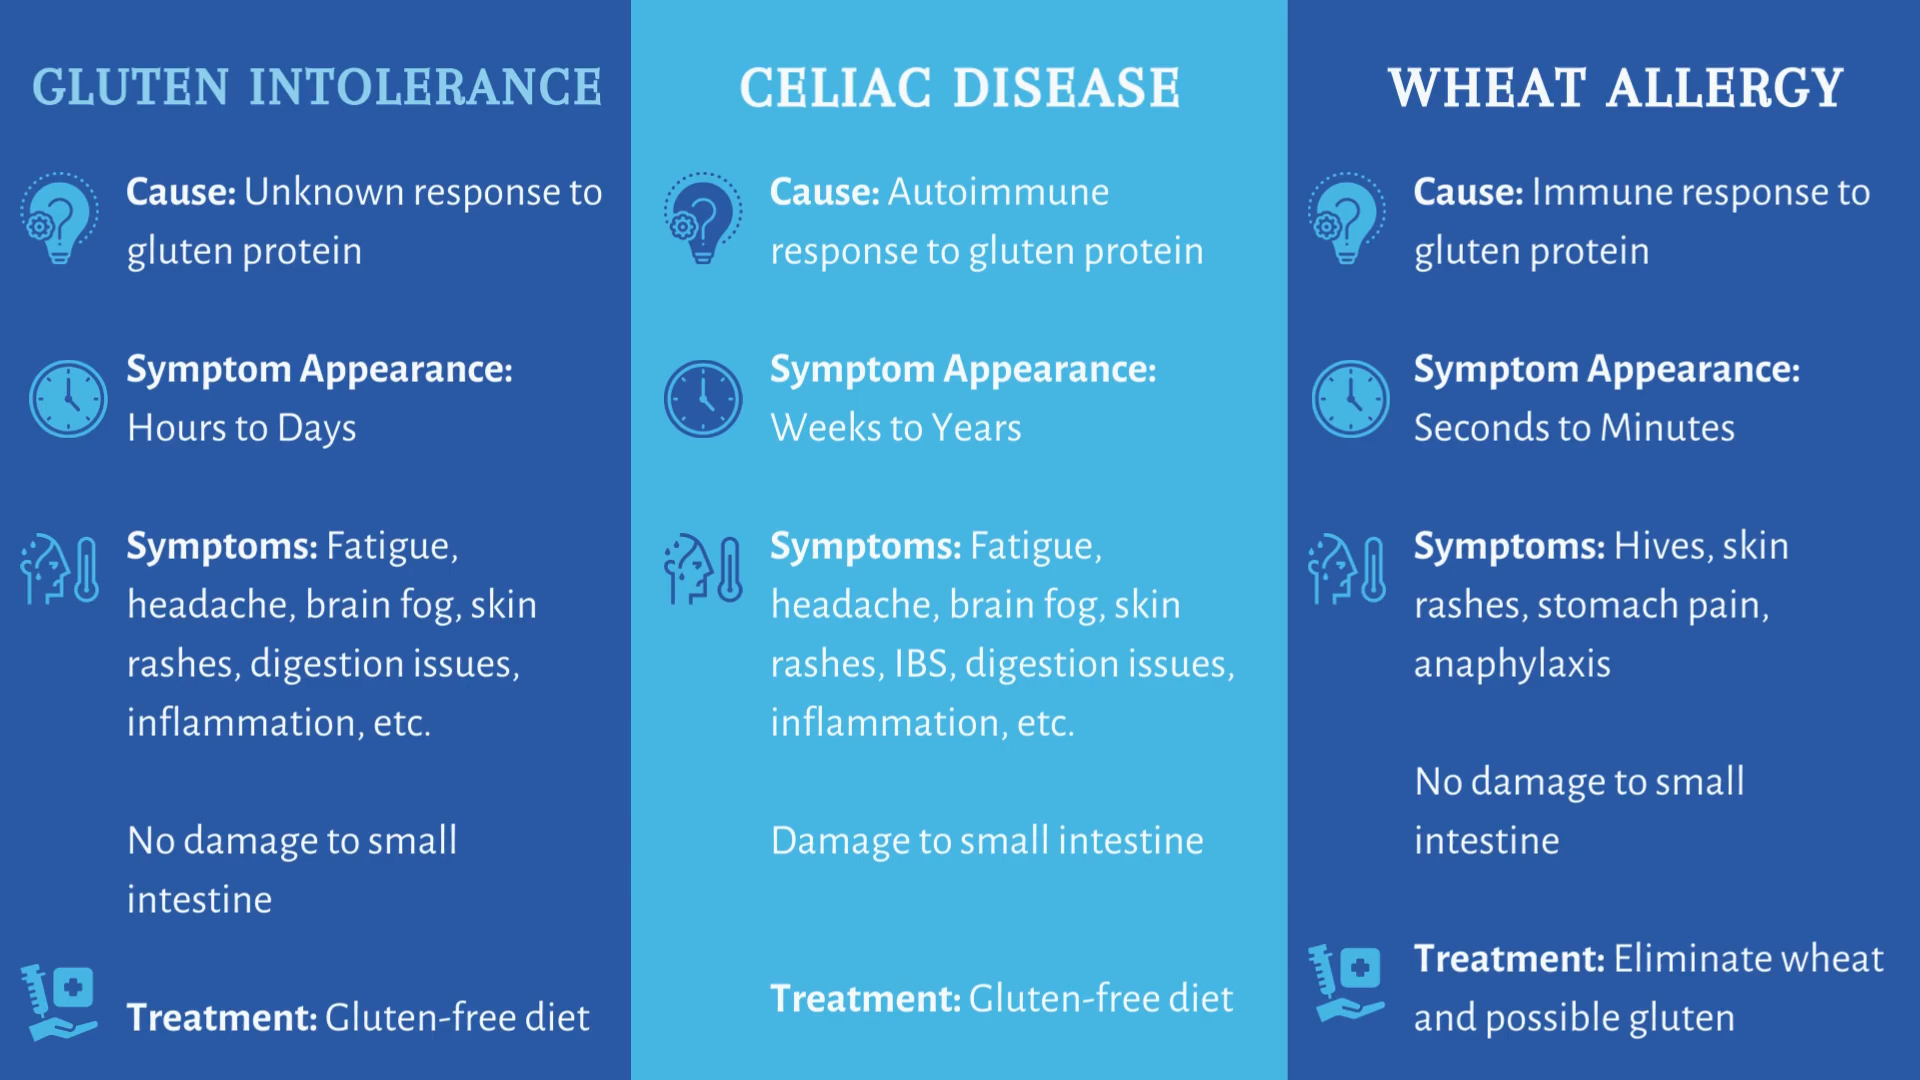 GLUTEN INTOLERANCE
Cause: Unknown response to
gluten protein
Symptom Appearance:
Hours to Days
Symptoms: Fatigue,
headache, brain fog, skin
rashes, digestion issues,
inflammation, etc.
No damage to small
intestine
Treatment: Gluten-free diet
CELIAC DISEASE
Cause: Autoimmune
response to gluten protein
Symptom Appearance:
Weeks to Years
Symptoms: Fatigue,
headache, brain fog, skin
rashes, IBS, digestion issues,
inflammation, etc.
Damage to small intestine
Treatment: Gluten-free diet
WHEAT ALLERGY
Cause: Immune response to
gluten protein
Symptom Appearance:
Seconds to Minutes
Symptoms: Hives, skin
rashes, stomach pain,
anaphylaxis
No damage to small
intestine
Treatment: Eliminate wheat
and possible gluten